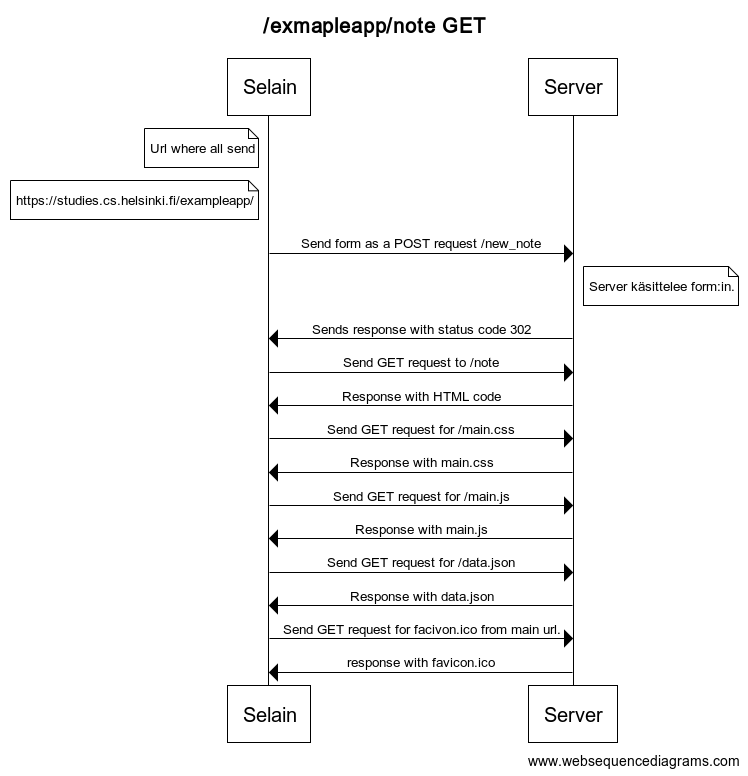 /exmapleapp/note GET
Selain
Server
Url where all send
https://studies.cs.helsinki.fi/exampleapp/
Send form as a POST request /new_note
Server käsittelee form:in.
Sends response with status code 302
Send GET request to /note
Response with HTML code
Send GET request for /main.css
Response with main.css
Send GET request for /main.js
Response with main.js
Send GET request for /data.json
Response with data.json
Send GET request for facivon.ico from main url.
response with favicon.ico
Selain
Server
www.websequencediagrams.com